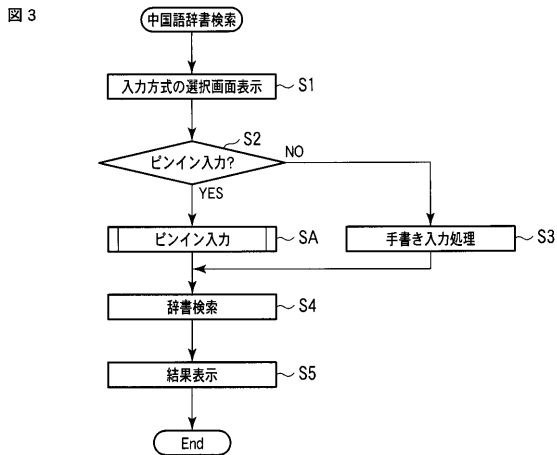 図3
中国語辞書検索
入力方式の選択画面表示 S1
S2
ピンイン入力?
NO
YES
ピンイン入力 SA
手書き入力処理 S3
辞書検索 S4
結果表示 S5
End